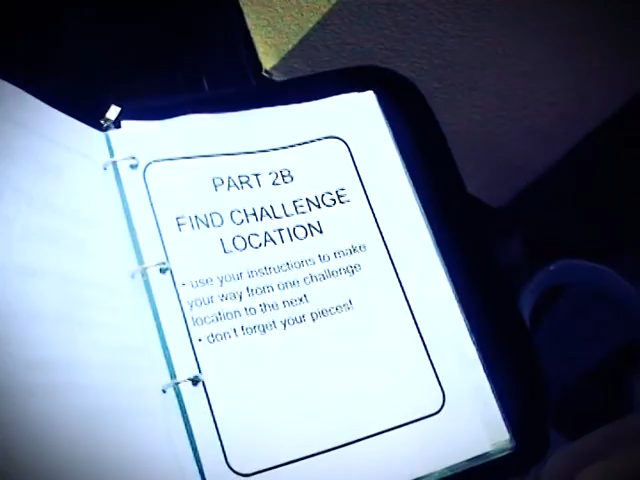 PART 2B
FIND CHALLENGE
LOCATION
• use your instructions to make
your way from one challenge
location to the next
• don't forget your pieces!